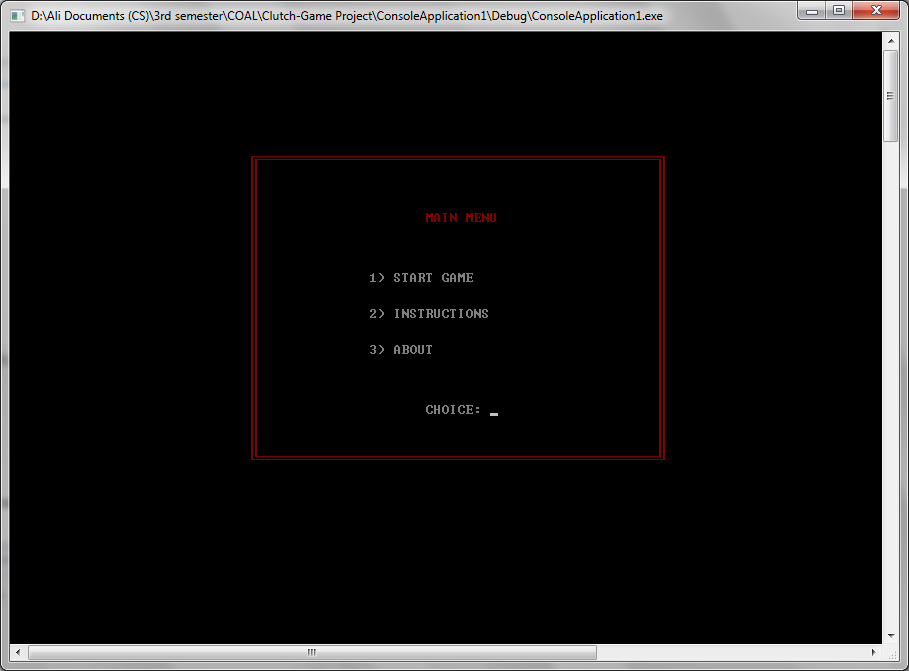 D:\Ali Documents (CS)\3rd semester\COAL\Clutch-Game Project\ConsoleApplication1\Debug\ConsoleApplication1.exe
MAIN MENU
1) START GAME
2) INSTRUCTIONS
3) ABOUT
CHOICE: _